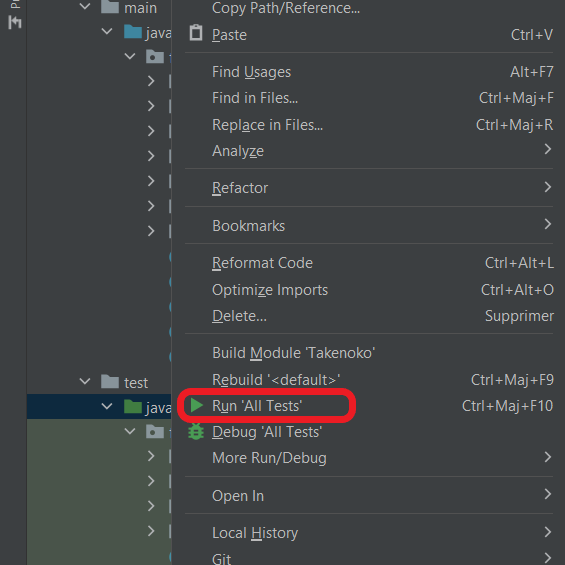 main
Copy Path/Reference...
java
Paste Ctrl+V
Find Usages Alt+F7
Find in Files... Ctrl+Maj+F
Replace in Files... Ctrl+Maj+R
Analyze
Refactor
Bookmarks
Reformat Code Ctrl+Alt+L
Optimize Imports Ctrl+Alt+O
Delete... Supprimer
Build Module 'Takenoko'
test
Rebuild '<default>' Ctrl+Maj+F9
java
Run 'All Tests' Ctrl+Maj+F10
Debug 'All Tests'
More Run/Debug
Open In
Local History
Git